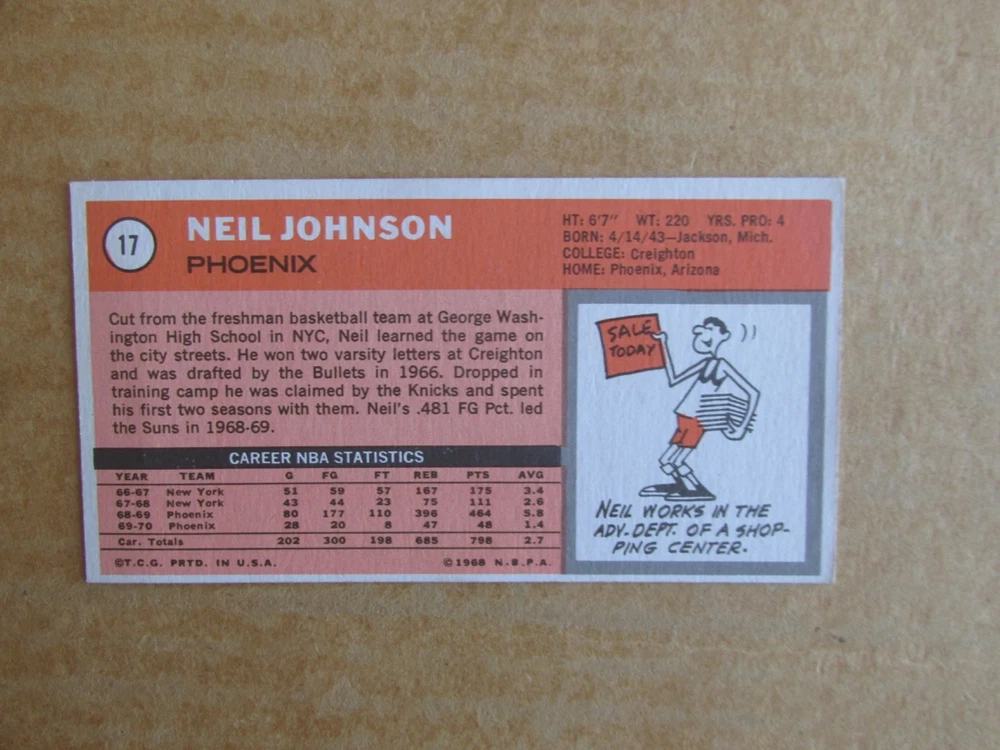 17
NEIL JOHNSON
PHOENIX
HT: 6'7" WT: 220 YRS. PRO: 4
BORN: 4/14/43—Jackson, Mich.
COLLEGE: Creighton
HOME: Phoenix, Arizona
Cut from the freshman basketball team at George Wash-
ington High School in NYC, Neil learned the game on
the city streets. He won two varsity letters at Creighton
and was drafted by the Bullets in 1966. Dropped in
training camp he was claimed by the Knicks and spent
his first two seasons with them. Neil's .481 FG Pct. led
the Suns in 1968-69.
CAREER NBA STATISTICS
YEAR TEAM G FG FT REB PTS AVG
66-67 New York 51 59 57 167 175 3.4
67-68 New York 43 44 23 75 111 2.6
68-69 Phoenix 80 177 110 396 464 5.8
69-70 Phoenix 28 20 8 47 48 1.4
Car. Totals 202 300 198 685 798 2.7
©T.C.G. PRTD. IN U.S.A. ©1968 N.B.P.A.
SALE
TODAY
NEIL WORKS IN THE
ADV. DEPT. OF A SHOP-
PING CENTER.